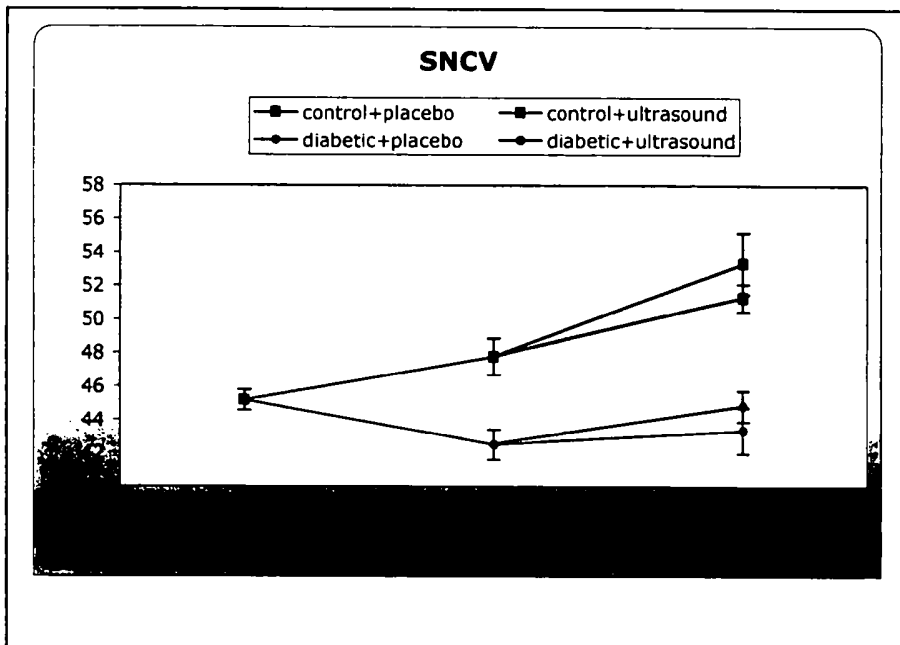 SNCV
control+placebo control+ultrasound
diabetic+placebo diabetic+ultrasound
58
56
54
52
50
48
46
44